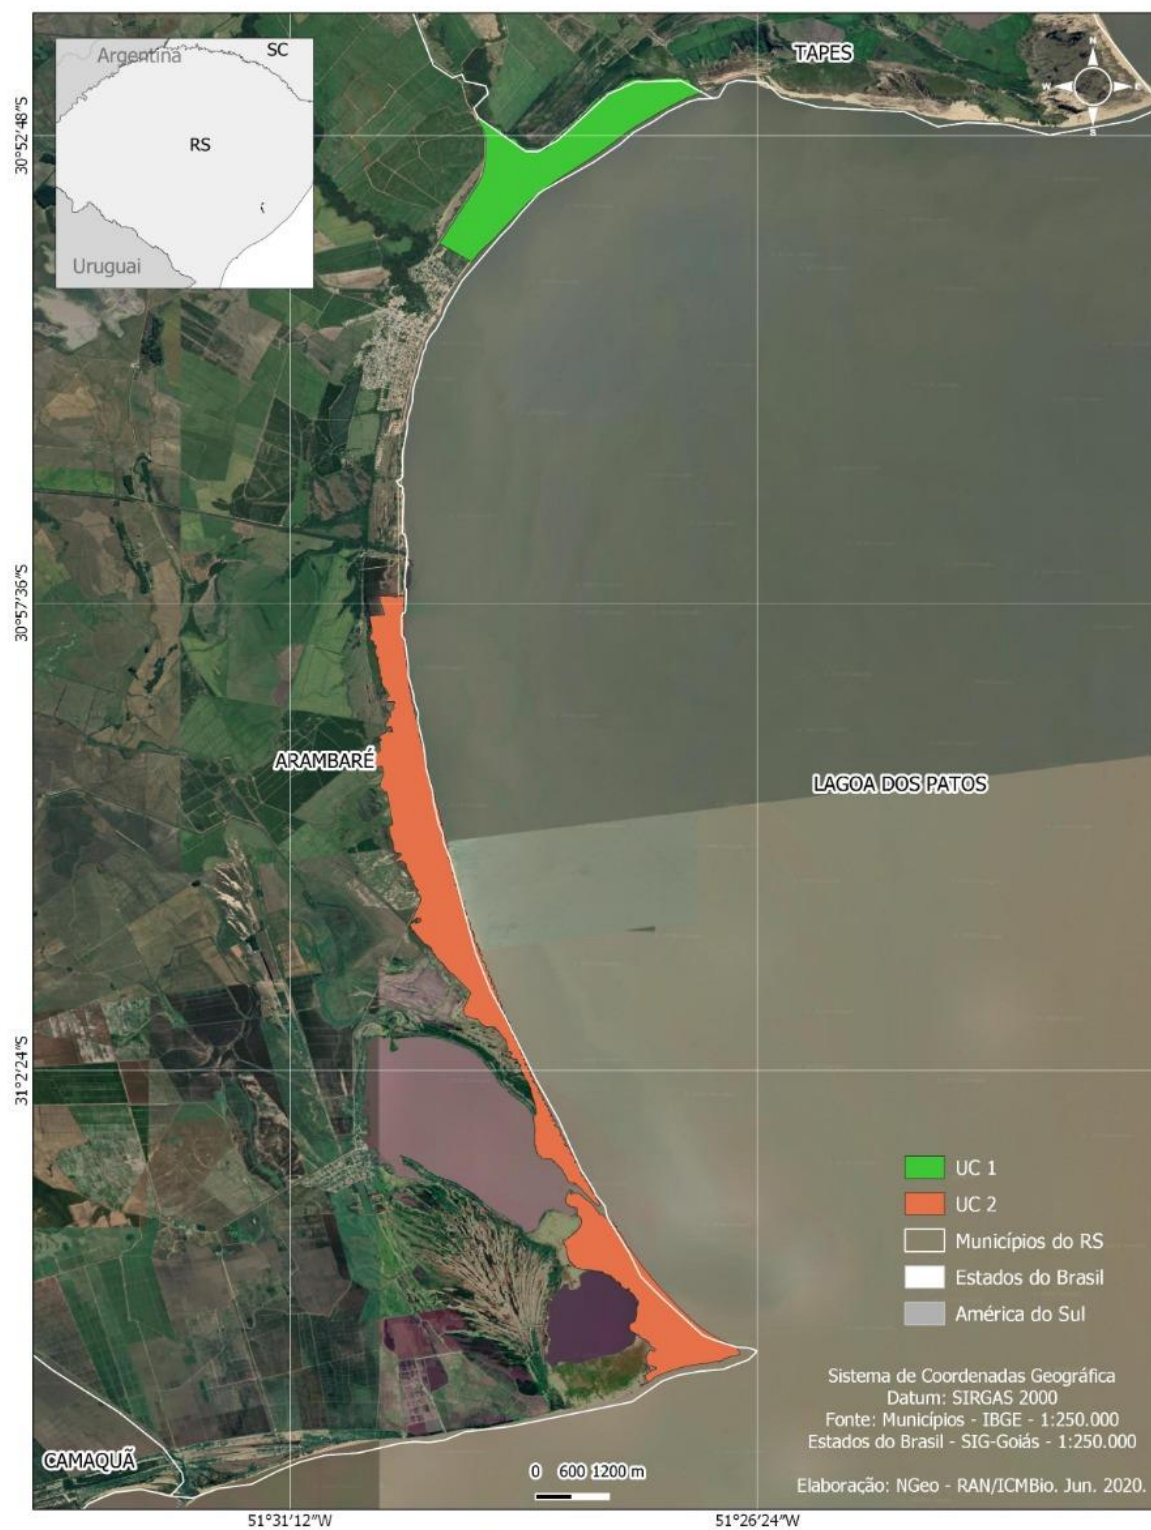 Argentina
SC
RS
Uruguai
TAPES
N
W
E
S
30°52'48"S
30°57'36"S
31°2'24"S
ARAMBARÉ
LAGOA DOS PATOS
CAMAQUÃ
UC 1
UC 2
Municípios do RS
Estados do Brasil
América do Sul
Sistema de Coordenadas Geográfica
Datum: SIRGAS 2000
Fonte: Municípios - IBGE - 1:250.000
Estados do Brasil - SIG-Goiás - 1:250.000
Elaboração: NGeo - RAN/ICMBio. Jun. 2020.
0 600 1200 m
51°31'12"W
51°26'24"W